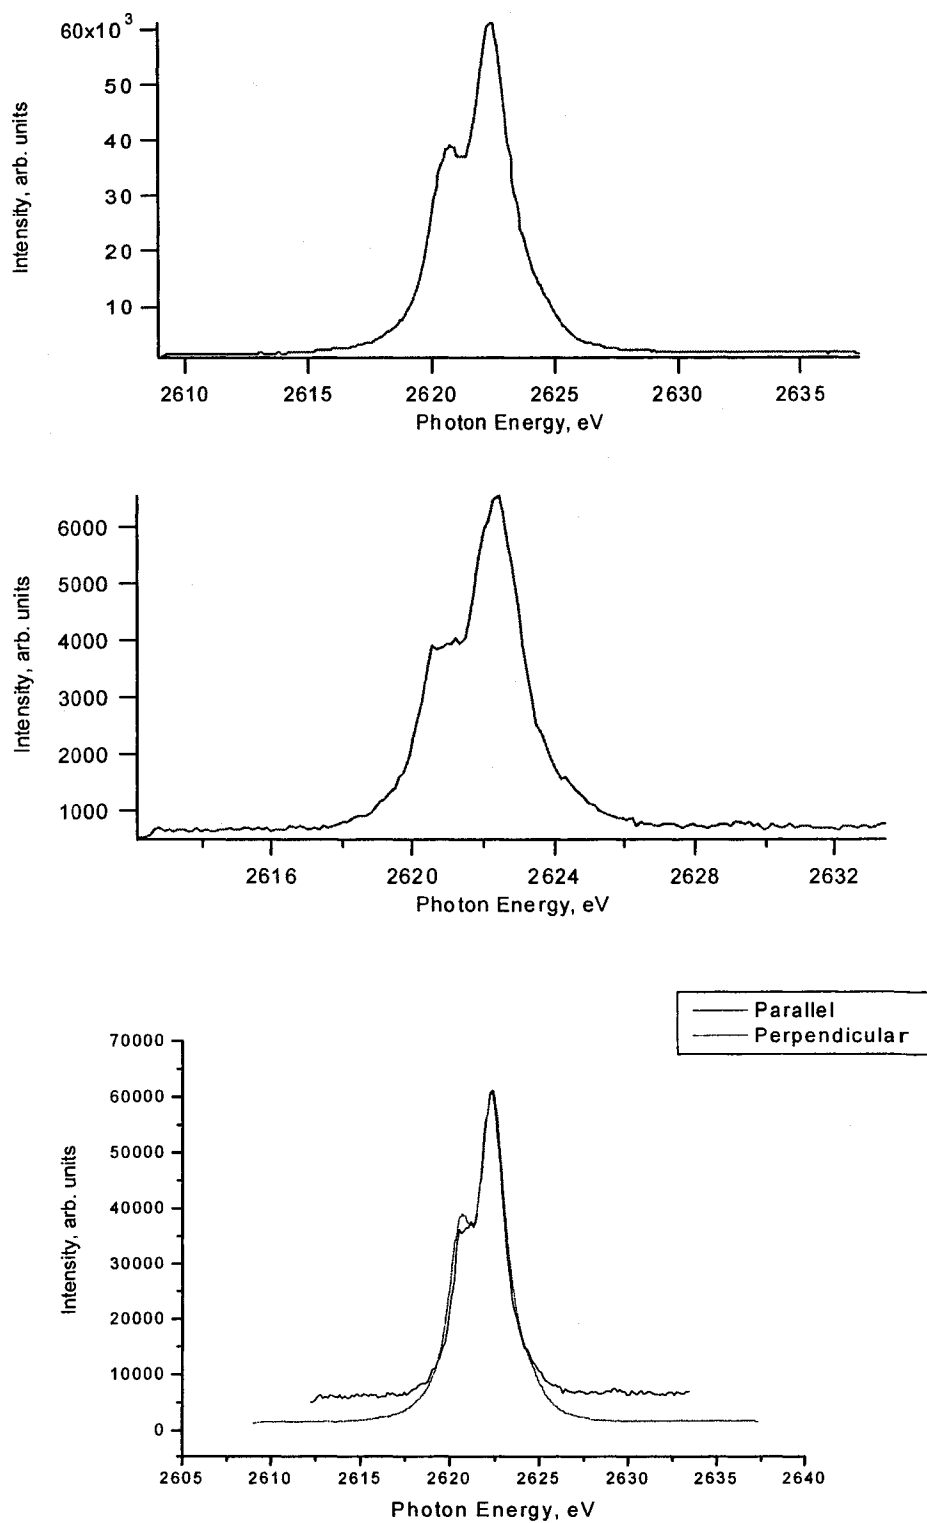 60x10³
50
40
30
20
10
Intensity, arb. units
2610 2615 2620 2625 2630 2635
Photon Energy, eV
6000
5000
4000
3000
2000
1000
Intensity, arb. units
2616 2620 2624 2628 2632
Photon Energy, eV
Parallel
Perpendicular
70000
60000
50000
40000
30000
20000
10000
0
Intensity, arb. units
2605 2610 2615 2620 2625 2630 2635 2640
Photon Energy, eV